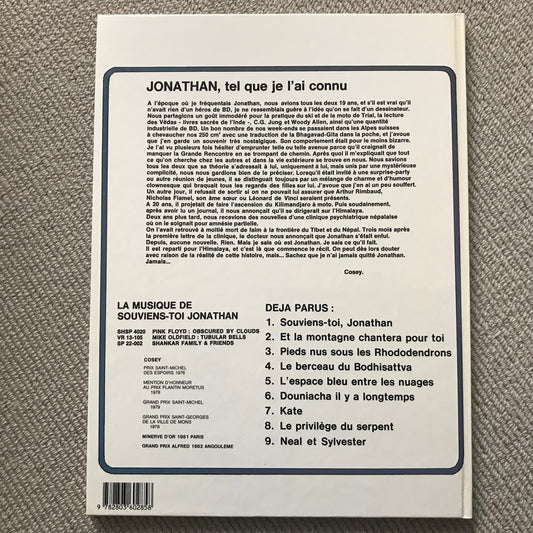 JONATHAN, tel que je l'ai connu
A l'époque où je fréquentais Jonathan, nous avions tous les deux 19 ans, et s'il est vrai qu'il
n'avait rien d'un héros de BD, je ne ressemblais guère à l'idée qu'on se fait d'un dessinateur.
Nous partagions un goût immodéré pour la pratique du ski et de la moto de Trial, la lecture
des Védas - livres sacrés de l'Inde -, C.G. Jung et Woody Allen, ainsi qu'une quantité
industrielle de BD. Un bon nombre de nos week-ends se passaient dans les Alpes suisses
à chevaucher nos 250 cm³ avec une traduction de la Bhagavad-Gita dans la poche, et j'avoue
que j'en garde un souvenir très nostalgique. Son comportement était pour le moins bizarre.
Je l'ai vu plusieurs fois hésiter d'emprunter telle ou telle avenue parce qu'il craignait de
manquer la Grande Rencontre en se trompant de chemin. Après quoi il m'expliquait que tout
ce qu'on cherche chez les autres et dans la vie extérieure se trouve en nous. Nous savions
tous les deux que sa théorie s'adressait à lui, uniquement à lui, mais unis par une mystérieuse
complicité, nous nous gardions bien de le préciser. Lorsqu'il était invité à une surprise-party
ou autre réunion de jeunes, il se distinguait toujours par un mélange de charme et d'humour
clownesque qui braquait tous les regards des filles sur lui. J'avoue que j'en ai un peu souffert.
Un autre jour, il refusait de sortir si on ne pouvait lui assurer que Arthur Rimbaud,
Nicholas Flamel, son âme sœur ou Léonard de Vinci seraient présents.
A 20 ans, il projetait de faire l'ascension du Kilimandjaro à moto. Puis soudainement,
après avoir lu un journal, il nous annonçait qu'il se dirigerait sur l'Himalaya.
Deux ans plus tard, nous recevions des nouvelles d'une clinique psychiatrique népalaise
où on le soignait pour amnésie partielle.
On l'avait retrouvé à moitié mort de faim à la frontière du Tibet et du Népal. Trois mois après
la première lettre de la clinique, le docteur nous annonçait que Jonathan s'était enfui.
Depuis, aucune nouvelle. Rien. Mais je sais où est Jonathan. Je sais ce qu'il fait.
Il est reparti pour l'Himalaya, et c'est là que commence le récit. On peut dès lors douter
avec raison de la réalité de cette histoire, mais... Sachez que je n'ai jamais quitté Jonathan.
Jamais...
Cosey.
LA MUSIQUE DE
SOUVIENS-TOI JONATHAN
SHSP 4020 PINK FLOYD : OBSCURED BY CLOUDS
VR 13-105 MIKE OLDFIELD : TUBULAR BELLS
SP 22-002 SHANKAR FAMILY & FRIENDS
COSEY
PRIX SAINT-MICHEL
DES ESPOIRS 1976
MENTION D'HONNEUR
AU PRIX PLANTIN MORETUS
1978
GRAND PRIX SAINT-MICHEL
1979
GRAND PRIX SAINT-GEORGES
DE LA VILLE DE MONS
1979
MINERVE D'OR 1981 PARIS
GRAND PRIX ALFRED 1982 ANGOULEME
DEJA PARUS :
1. Souviens-toi, Jonathan
2. Et la montagne chantera pour toi
3. Pieds nus sous les Rhododendrons
4. Le berceau du Bodhisattva
5. L'espace bleu entre les nuages
6. Douniacha il y a longtemps
7. Kate
8. Le privilège du serpent
9. Neal et Sylvester
9 782803 602858